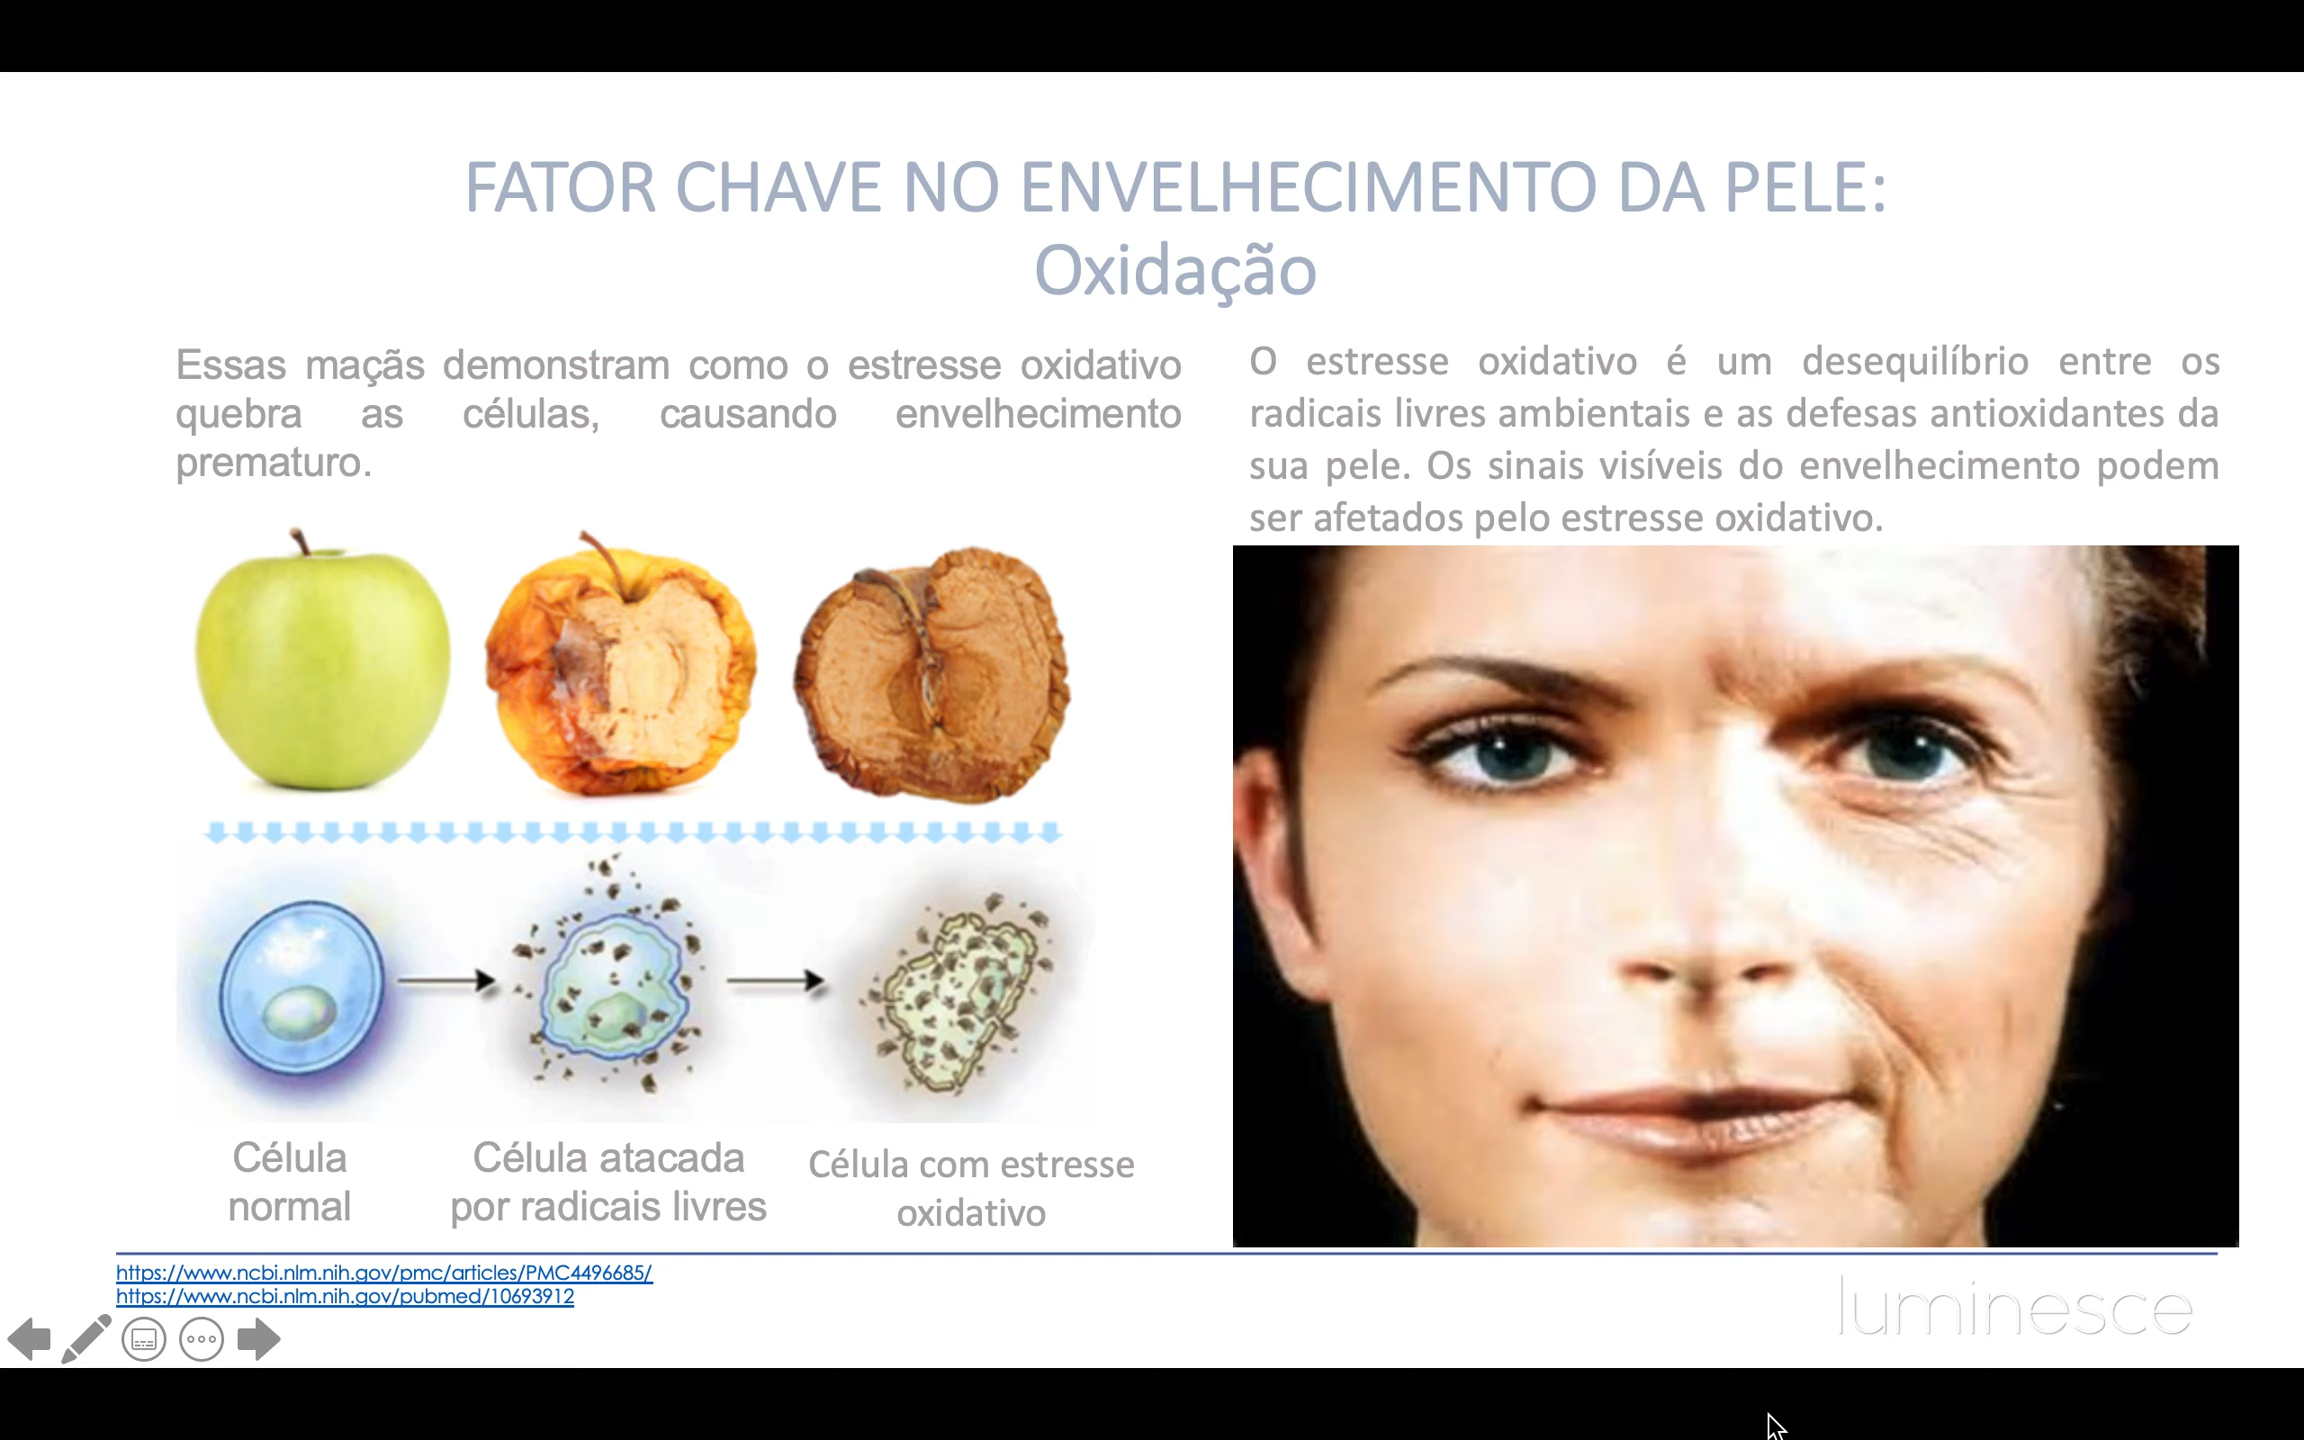 FATOR CHAVE NO ENVELHECIMENTO DA PELE:
Oxidação
Essas maçãs demonstram como o estresse oxidativo
quebra as células, causando envelhecimento
prematuro.
O estresse oxidativo é um desequilíbrio entre os
radicais livres ambientais e as defesas antioxidantes da
sua pele. Os sinais visíveis do envelhecimento podem
ser afetados pelo estresse oxidativo.
Célula
normal
Célula atacada
por radicais livres
Célula com estresse
oxidativo
https://www.ncbi.nlm.nih.gov/pmc/articles/PMC4496685/
https://www.ncbi.nlm.nih.gov/pubmed/10693912
luminesce